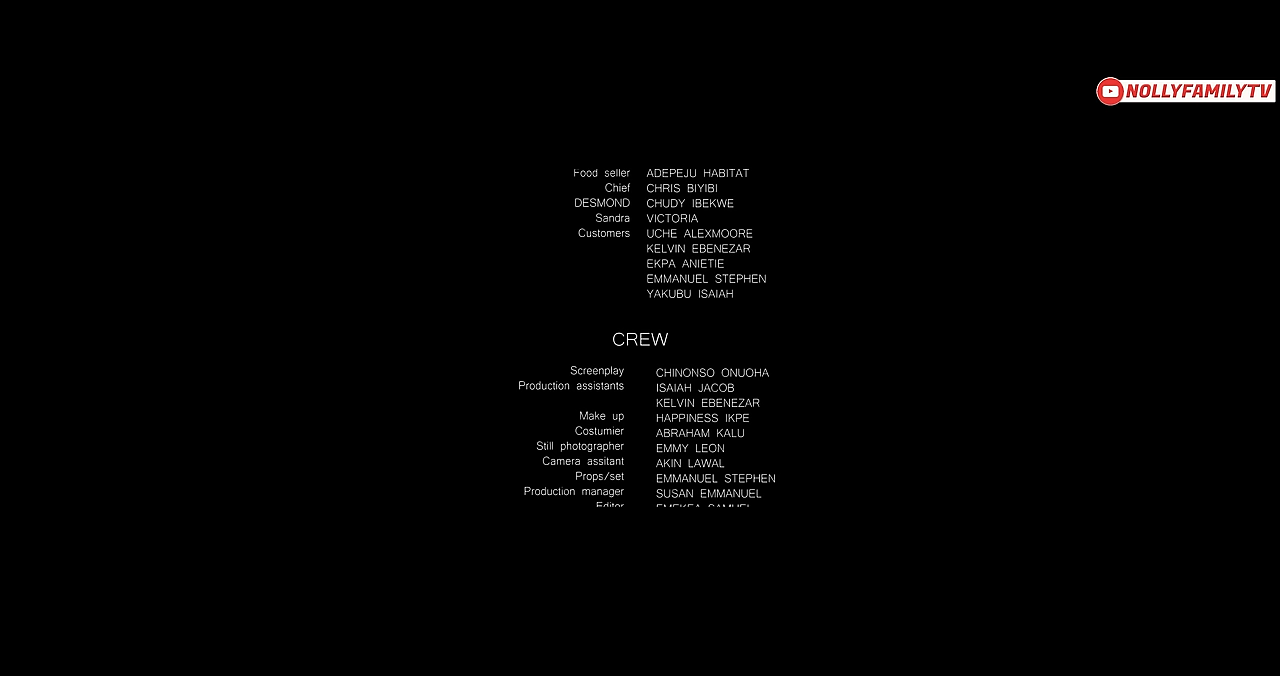 NOLLYFAMILYTV
Food seller ADEPEJU HABITAT
Chief CHRIS BIYIBI
DESMOND CHUDY IBEKWE
Sandra VICTORIA
Customers UCHE ALEXMOORE
KELVIN EBENEZAR
EKPA ANIETIE
EMMANUEL STEPHEN
YAKUBU ISAIAH
CREW
Screenplay CHINONSO ONUOHA
Production assistants ISAIAH JACOB
KELVIN EBENEZAR
Make up HAPPINESS IKPE
Costumier ABRAHAM KALU
Still photographer EMMY LEON
Camera assitant AKIN LAWAL
Props/set EMMANUEL STEPHEN
Production manager SUSAN EMMANUEL
Editor